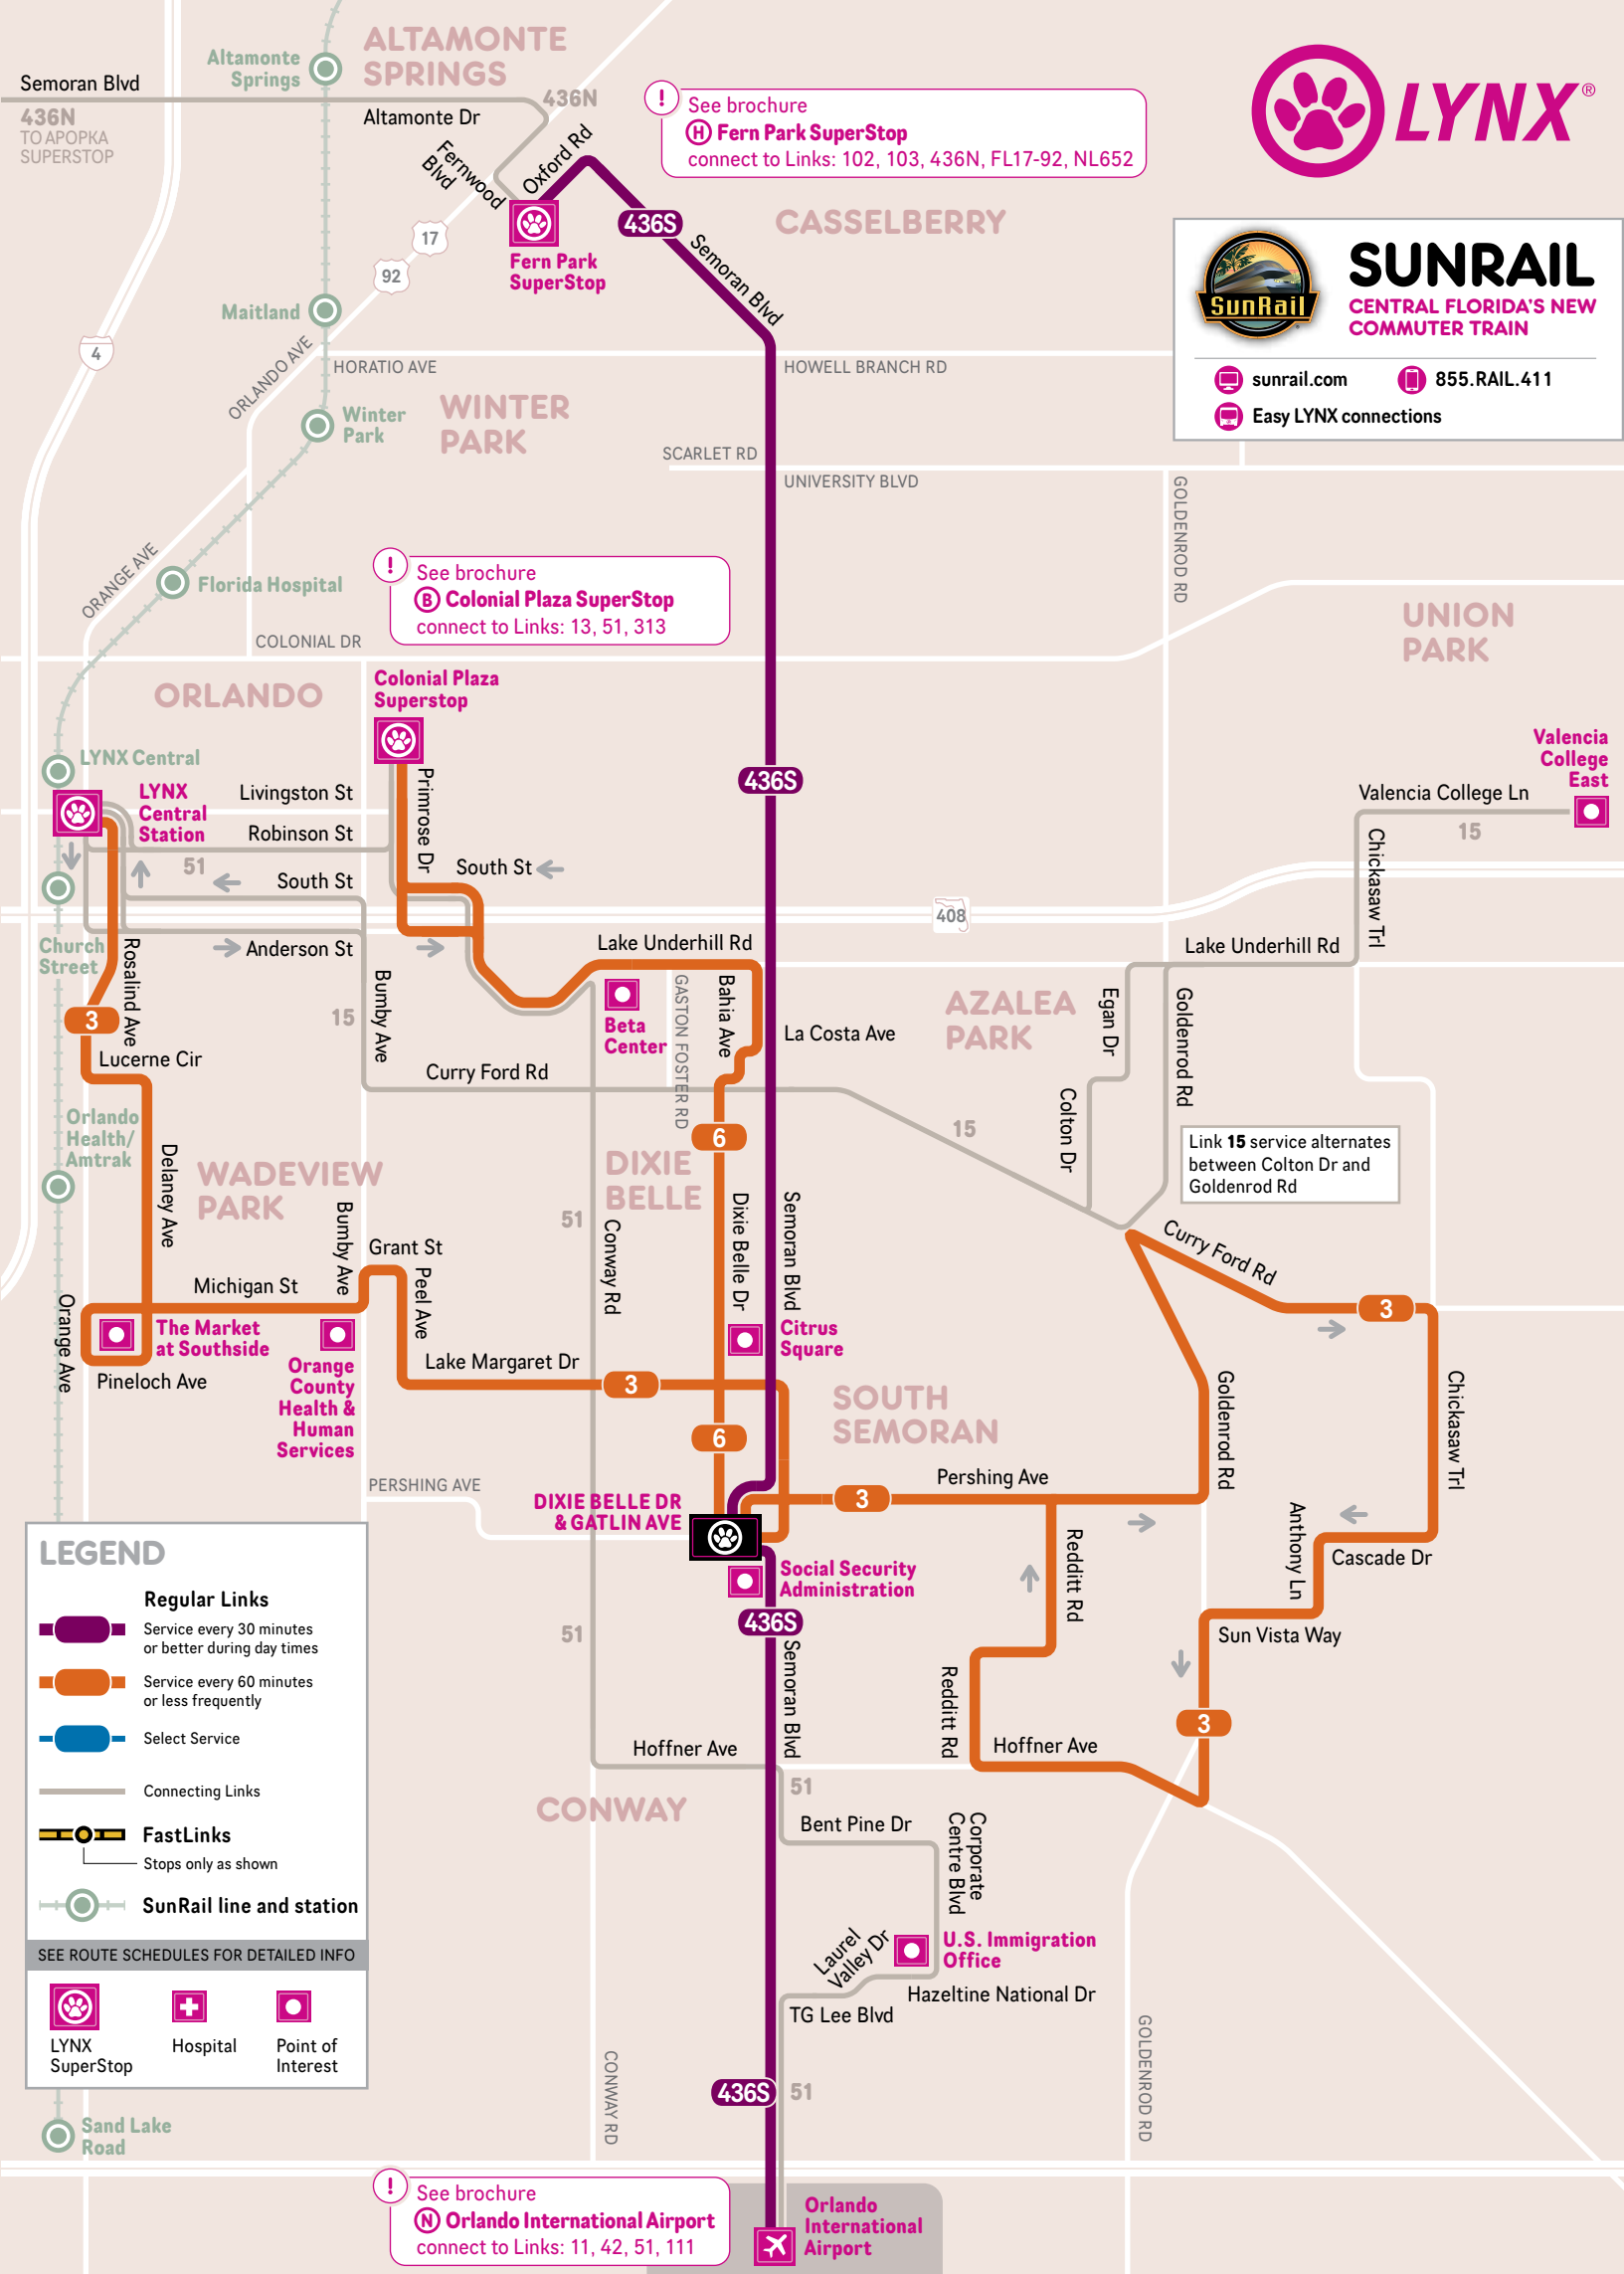 ALTAMONTE
SPRINGS
Altamonte
Springs
Semoran Blvd
436N
TO APOPKA
SUPERSTOP
436N
Altamonte Dr
Fernwood
Blvd
Oxford Rd
! See brochure
H Fern Park SuperStop
connect to Links: 102, 103, 436N, FL17-92, NL652
LYNX®
436S
CASSELBERRY
17
92
Fern Park
SuperStop
Semoran Blvd
SunRail
SUNRAIL
CENTRAL FLORIDA'S NEW
COMMUTER TRAIN
sunrail.com
855.RAIL.411
Easy LYNX connections
Maitland
4
ORLANDO AVE
HORATIO AVE
HOWELL BRANCH RD
Winter
Park
WINTER
PARK
SCARLET RD
UNIVERSITY BLVD
GOLDENROD RD
ORANGE AVE
Florida Hospital
! See brochure
B Colonial Plaza SuperStop
connect to Links: 13, 51, 313
UNION
PARK
COLONIAL DR
ORLANDO
Colonial Plaza
Superstop
LYNX Central
LYNX
Central
Station
Livingston St
Robinson St
51
South St
Primrose Dr
South St
436S
Valencia
College
East
Valencia College Ln
15
Chickasaw Trl
408
Church
Street
Rosalind Ave
Anderson St
Lake Underhill Rd
Lake Underhill Rd
3
15
Bumby Ave
Beta
Center
GASTON FOSTER RD
Bahia Ave
La Costa Ave
AZALEA
PARK
Egan Dr
Goldenrod Rd
Lucerne Cir
Curry Ford Rd
Colton Dr
Orlando
Health/
Amtrak
6
15
Link 15 service alternates
between Colton Dr and
Goldenrod Rd
Delaney Ave
WADEVIEW
PARK
DIXIE
BELLE
51
Conway Rd
Dixie Belle Dr
Semoran Blvd
Bumby Ave
Grant St
Peel Ave
Curry Ford Rd
3
Michigan St
Orange Ave
The Market
at Southside
Pineloch Ave
Orange
County
Health &
Human
Services
Citrus
Square
Lake Margaret Dr
3
SOUTH
SEMORAN
Goldenrod Rd
Chickasaw Trl
6
PERSHING AVE
Pershing Ave
3
DIXIE BELLE DR
& GATLIN AVE
Redditt Rd
Anthony Ln
Cascade Dr
Social Security
Administration
436S
Sun Vista Way
51
Semoran Blvd
Redditt Rd
3
Hoffner Ave
Hoffner Ave
51
CONWAY
Bent Pine Dr
Corporate
Centre Blvd
Laurel
Valley Dr
U.S. Immigration
Office
Hazeltine National Dr
TG Lee Blvd
CONWAY RD
GOLDENROD RD
436S
51
LEGEND
Regular Links
Service every 30 minutes
or better during day times
Service every 60 minutes
or less frequently
Select Service
Connecting Links
FastLinks
Stops only as shown
SunRail line and station
SEE ROUTE SCHEDULES FOR DETAILED INFO
LYNX
SuperStop
Hospital
Point of
Interest
Sand Lake
Road
! See brochure
N Orlando International Airport
connect to Links: 11, 42, 51, 111
Orlando
International
Airport